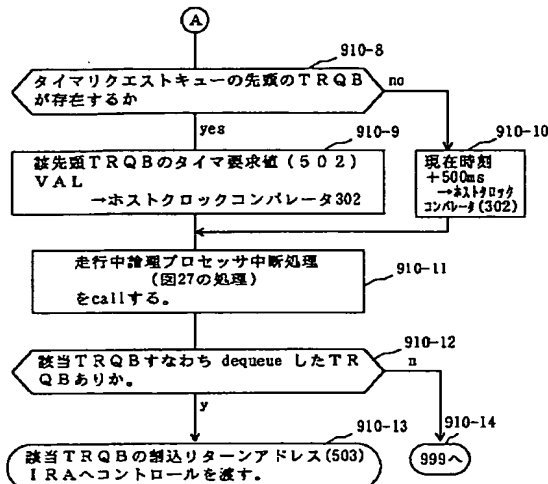 A
910-8
タイマリクエストキューの先頭のTRQB
が存在するか
no
yes
910-9
910-10
該先頭TRQBのタイマ要求値(502)
VAL
→ホストクロックコンパレータ302
現在時刻
+500ms
→ホストクロック
コンパレータ(302)
走行中論理プロセッサ中断処理
(図27の処理)
をcallする。
910-11
910-12
該当TRQBすなわち dequeue したTR
QBありか。
n
y
910-13
910-14
該当TRQBの割込リターンアドレス(503)
IRAへコントロールを渡す。
999へ